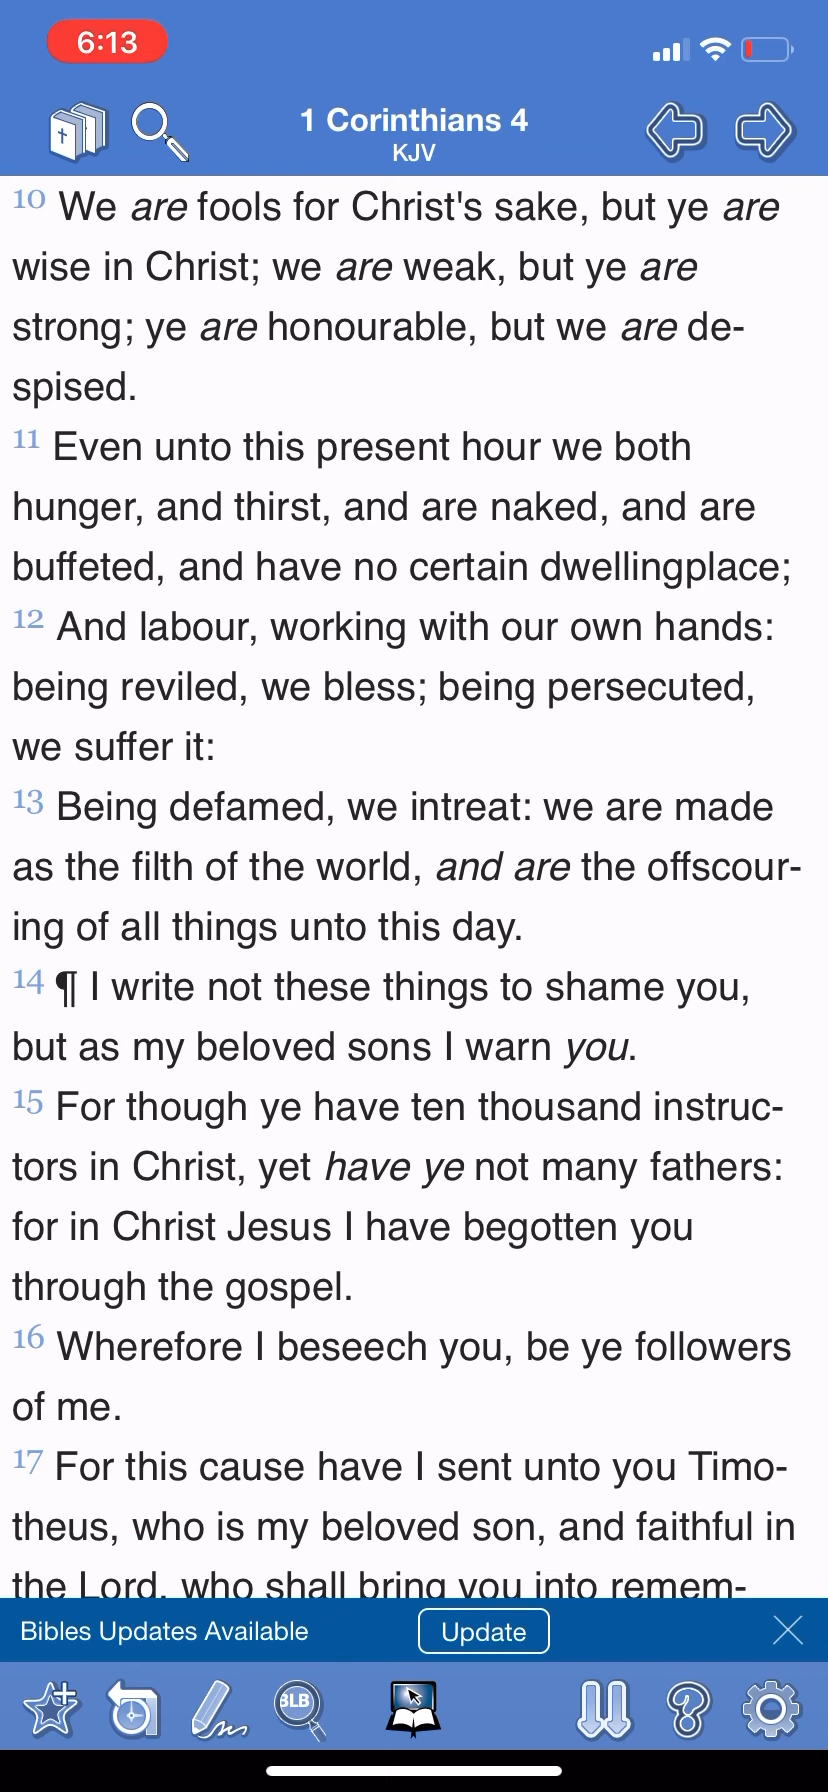 6:13
1 Corinthians 4
KJV
10 We are fools for Christ's sake, but ye are
wise in Christ; we are weak, but ye are
strong; ye are honourable, but we are de-
spised.
11 Even unto this present hour we both
hunger, and thirst, and are naked, and are
buffeted, and have no certain dwellingplace;
12 And labour, working with our own hands:
being reviled, we bless; being persecuted,
we suffer it:
13 Being defamed, we intreat: we are made
as the filth of the world, and are the offscour-
ing of all things unto this day.
14 ¶ I write not these things to shame you,
but as my beloved sons I warn you.
15 For though ye have ten thousand instruc-
tors in Christ, yet have ye not many fathers:
for in Christ Jesus I have begotten you
through the gospel.
16 Wherefore I beseech you, be ye followers
of me.
17 For this cause have I sent unto you Timo-
theus, who is my beloved son, and faithful in
the Lord, who shall bring you into remem-
Bibles Updates Available
Update
BLB